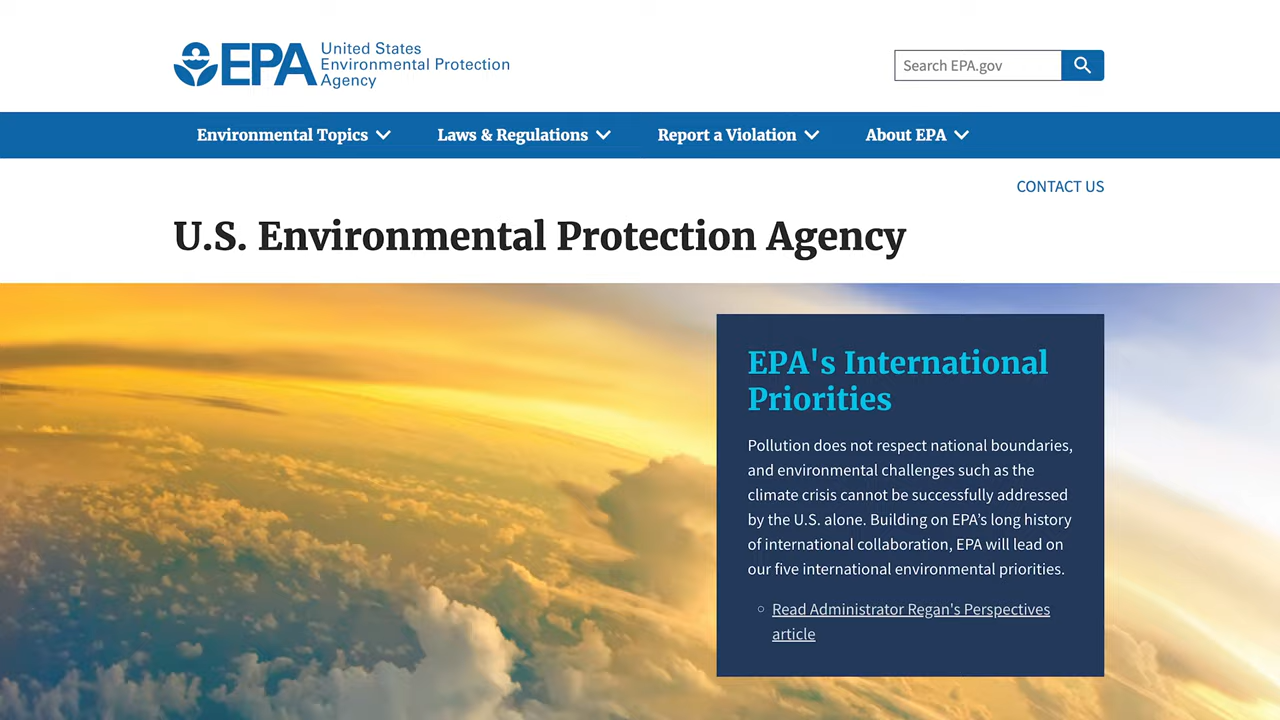 EPA
United States
Environmental Protection
Agency
Search EPA.gov
Environmental Topics
Laws & Regulations
Report a Violation
About EPA
CONTACT US
U.S. Environmental Protection Agency
EPA's International
Priorities
Pollution does not respect national boundaries,
and environmental challenges such as the
climate crisis cannot be successfully addressed
by the U.S. alone. Building on EPA’s long history
of international collaboration, EPA will lead on
our five international environmental priorities.
Read Administrator Regan's Perspectives
article